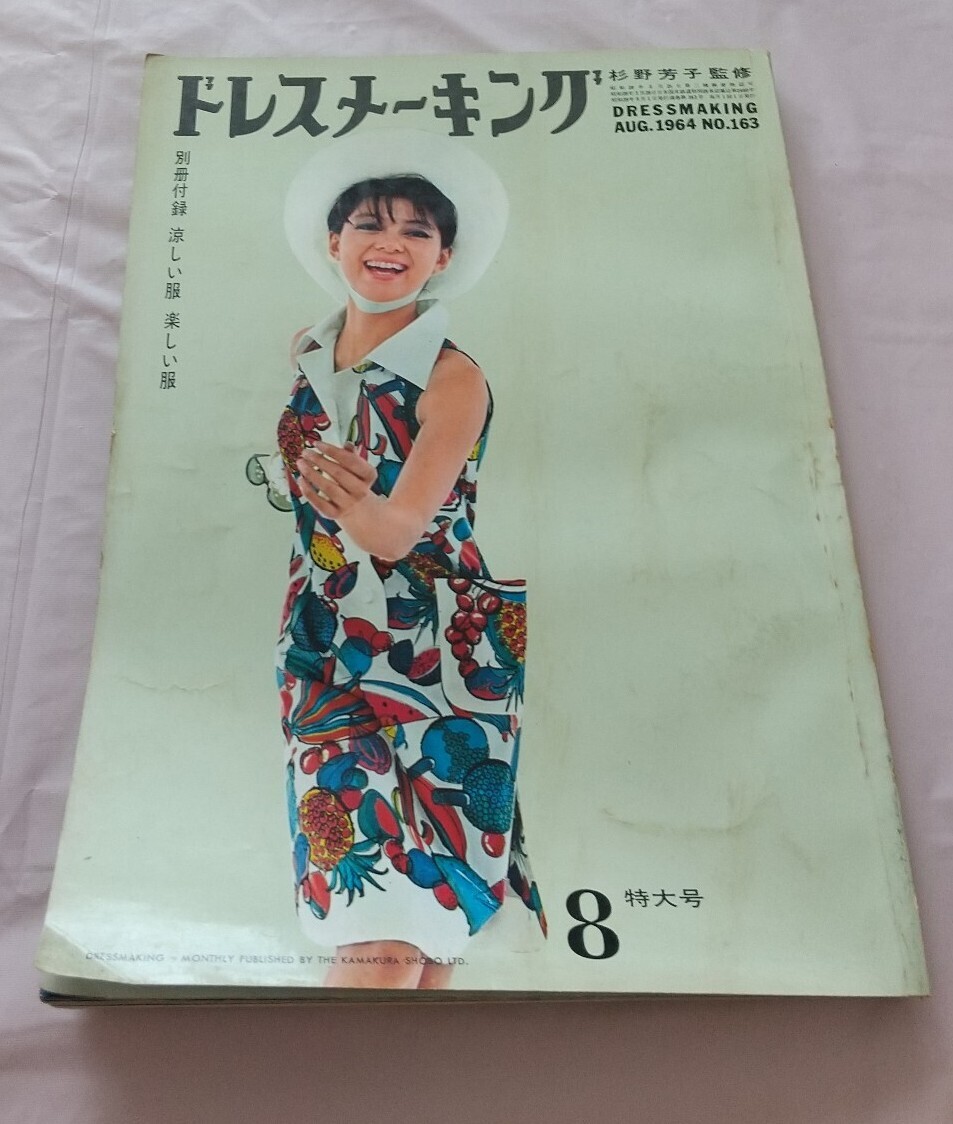 ドレスメーキング
杉野芳子監修
DRESSMAKING
AUG.1964 NO.163
別冊付録 涼しい服 楽しい服
8 特大号
DRESSMAKING – MONTHLY PUBLISHED BY THE KAMAKURA SHOBO LTD.